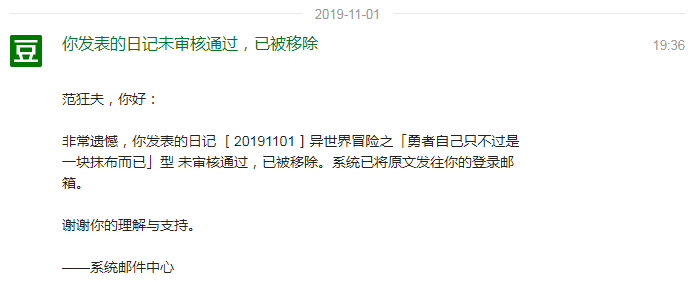 2019-11-01
豆
你发表的日记未审核通过，已被移除
19:36
范狂夫，你好：
非常遗憾，你发表的日记 [ 20191101 ] 异世界冒险之「勇者自己只不过是
一块抹布而已」型 未审核通过，已被移除。系统已将原文发往你的登录邮
箱。
谢谢你的理解与支持。
——系统邮件中心